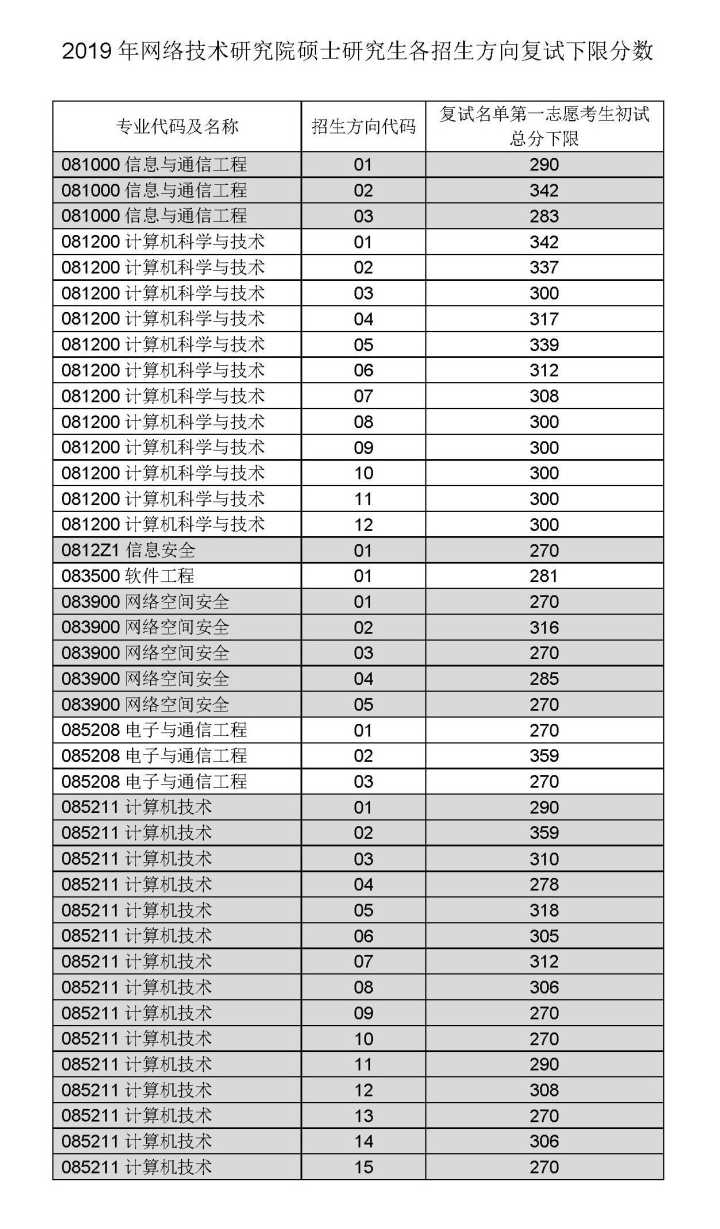 2019 年网络技术研究院硕士研究生各招生方向复试下限分数
专业代码及名称 招生方向代码 复试名单第一志愿考生初试
总分下限
081000 信息与通信工程 01 290
081000 信息与通信工程 02 342
081000 信息与通信工程 03 283
081200 计算机科学与技术 01 342
081200 计算机科学与技术 02 337
081200 计算机科学与技术 03 300
081200 计算机科学与技术 04 317
081200 计算机科学与技术 05 339
081200 计算机科学与技术 06 312
081200 计算机科学与技术 07 308
081200 计算机科学与技术 08 300
081200 计算机科学与技术 09 300
081200 计算机科学与技术 10 300
081200 计算机科学与技术 11 300
081200 计算机科学与技术 12 300
0812Z1 信息安全 01 270
083500 软件工程 01 281
083900 网络空间安全 01 270
083900 网络空间安全 02 316
083900 网络空间安全 03 270
083900 网络空间安全 04 285
083900 网络空间安全 05 270
085208 电子与通信工程 01 270
085208 电子与通信工程 02 359
085208 电子与通信工程 03 270
085211 计算机技术 01 290
085211 计算机技术 02 359
085211 计算机技术 03 310
085211 计算机技术 04 278
085211 计算机技术 05 318
085211 计算机技术 06 305
085211 计算机技术 07 312
085211 计算机技术 08 306
085211 计算机技术 09 270
085211 计算机技术 10 270
085211 计算机技术 11 290
085211 计算机技术 12 308
085211 计算机技术 13 270
085211 计算机技术 14 306
085211 计算机技术 15 270